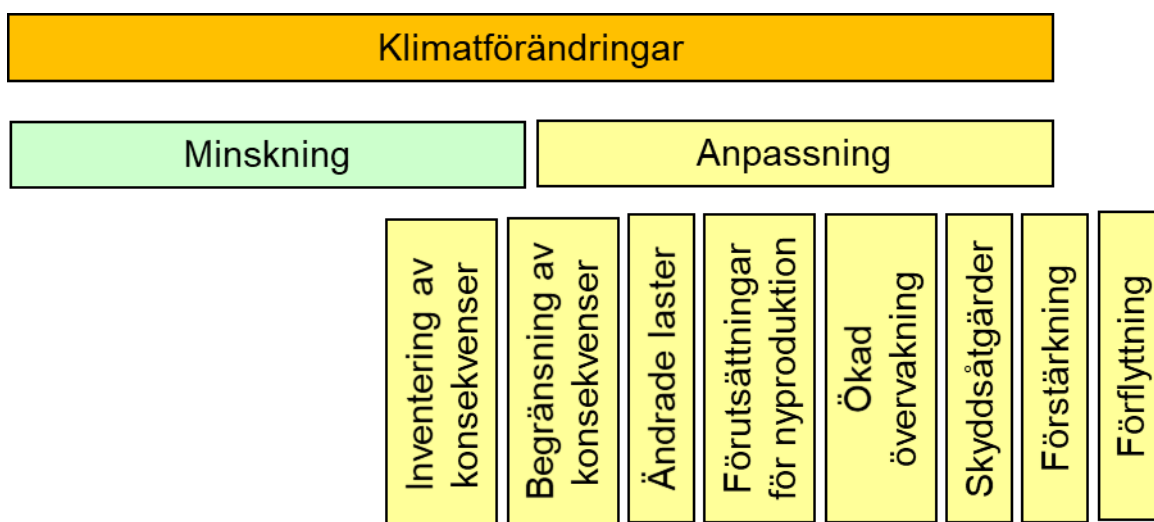 Klimatförändringar
Minskning
Anpassning
Inventering av
konsekvenser
Begränsning av
konsekvenser
Ändrade laster
Förutsättningar
för nyproduktion
Ökad
övervakning
Skyddsåtgärder
Förstärkning
Förflyttning